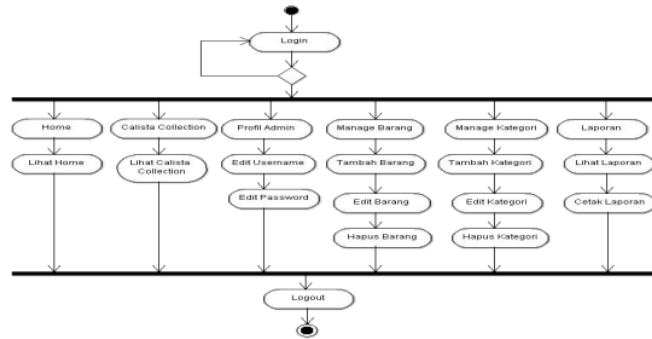 Login
Home
Calista Collection
Profil Admin
Manage Barang
Manage Kategori
Laporan
Lihat Home
Lihat Calista
Collection
Edit Username
Tambah Barang
Tambah Kategori
Lihat Laporan
Edit Password
Edit Barang
Edit Kategori
Cetak Laporan
Hapus Barang
Hapus Kategori
Logout